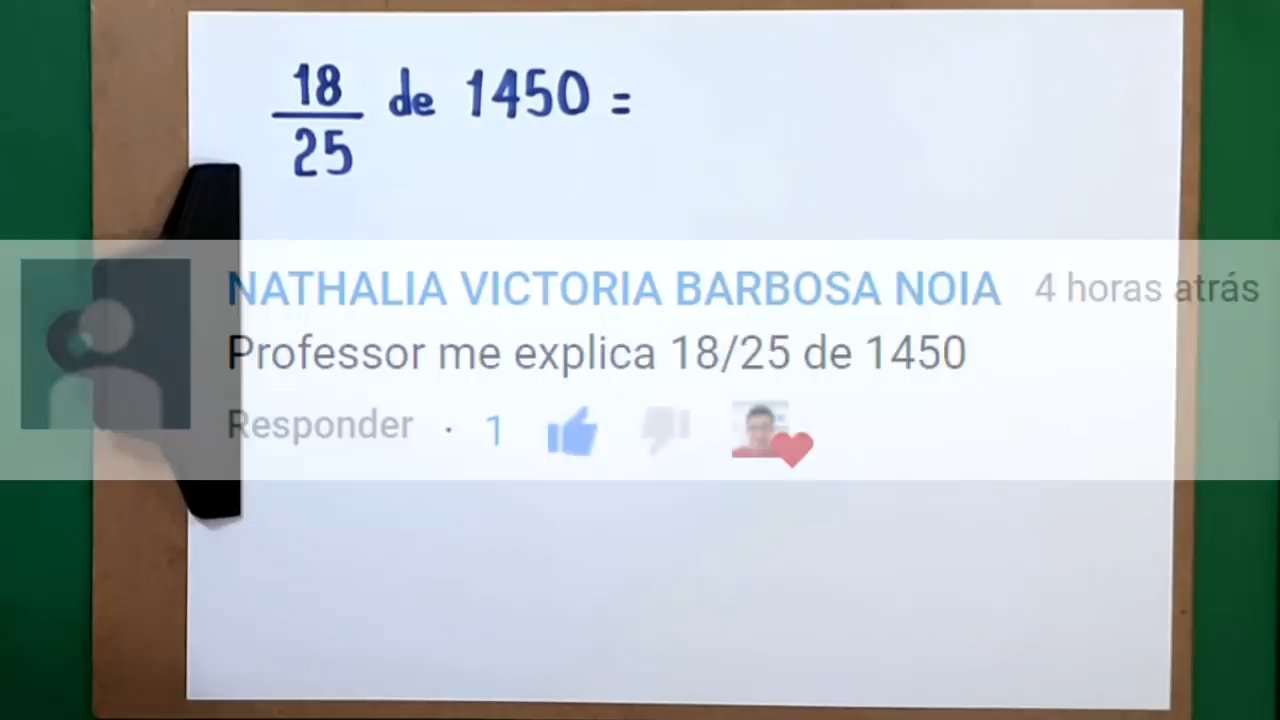 18 de 1450 =
25
NATHALIA VICTORIA BARBOSA NOIA 4 horas atrás
Professor me explica 18/25 de 1450
Responder · 1